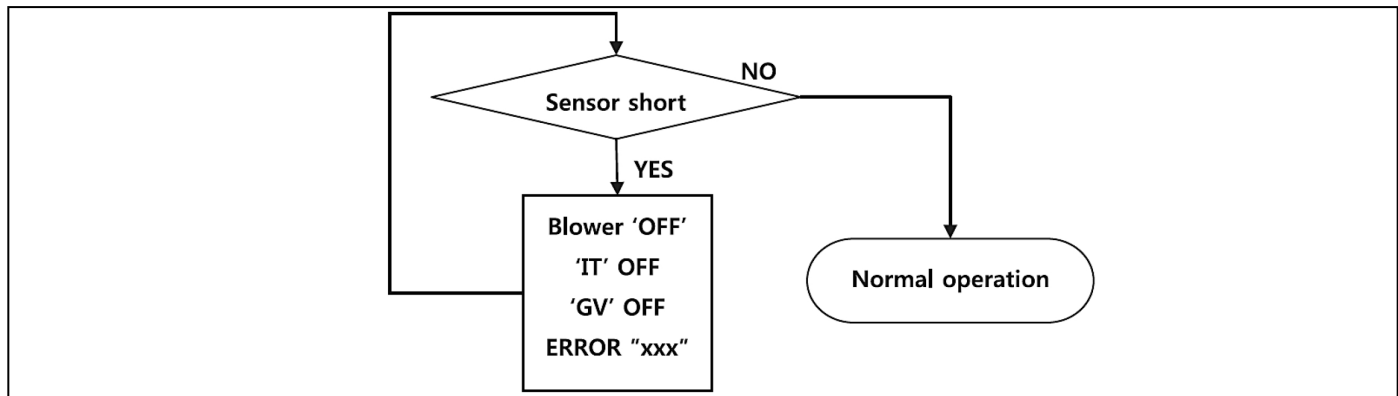 NO
Sensor short
YES
Blower ‘OFF’
‘IT’ OFF
‘GV’ OFF
ERROR "xxx"
Normal operation